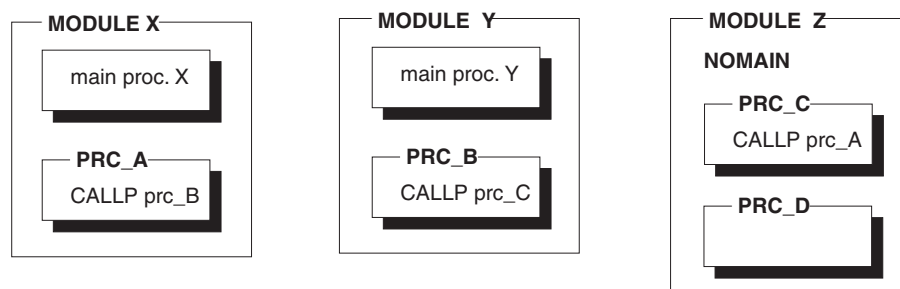 MODULE X
main proc. X
PRC_A
CALLP prc_B
MODULE Y
main proc. Y
PRC_B
CALLP prc_C
MODULE Z
NOMAIN
PRC_C
CALLP prc_A
PRC_D